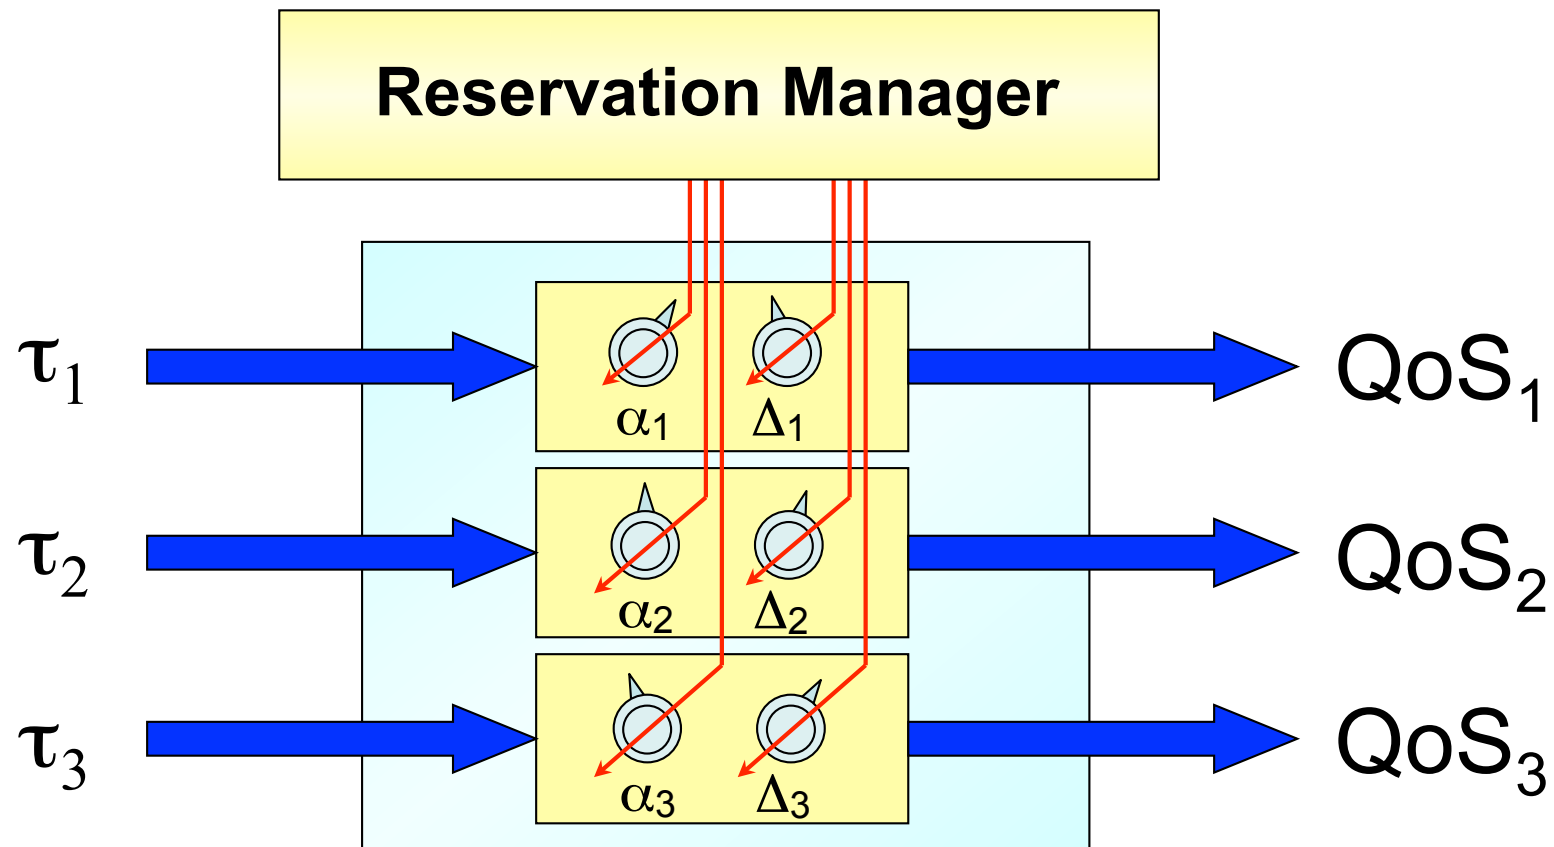 Reservation Manager
τ1 α1 Δ1 QoS1
τ2 α2 Δ2 QoS2
τ3 α3 Δ3 QoS3